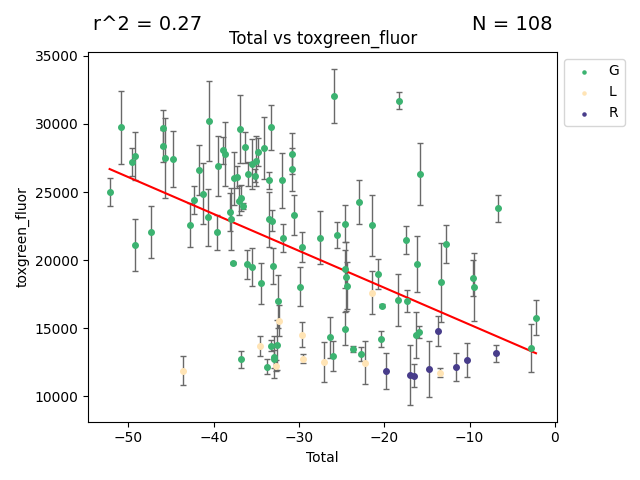 r^2 = 0.27 N = 108
Total vs toxgreen_fluor
35000
30000
25000
20000
15000
10000
toxgreen_fluor
−50 −40 −30 −20 −10 0
Total
G
L
R